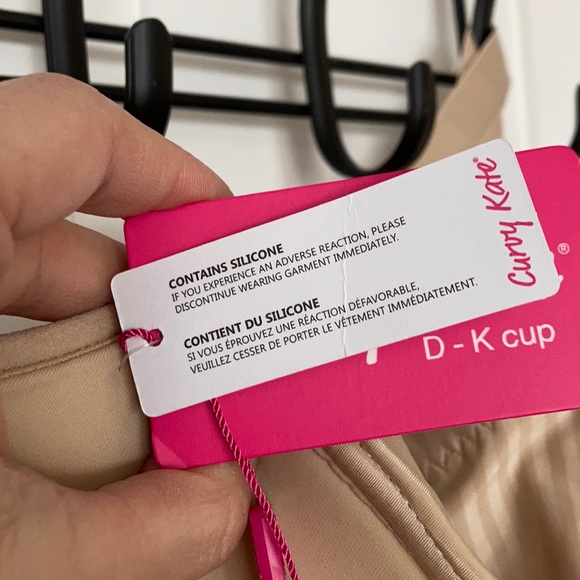 CONTAINS SILICONE
IF YOU EXPERIENCE AN ADVERSE REACTION, PLEASE
DISCONTINUE WEARING GARMENT IMMEDIATELY.
CONTIENT DU SILICONE
SI VOUS ÉPROUVEZ UNE RÉACTION DÉFAVORABLE,
VEUILLEZ CESSER DE PORTER LE VÊTEMENT IMMÉDIATEMENT.
Curvy Kate®
D - K cup